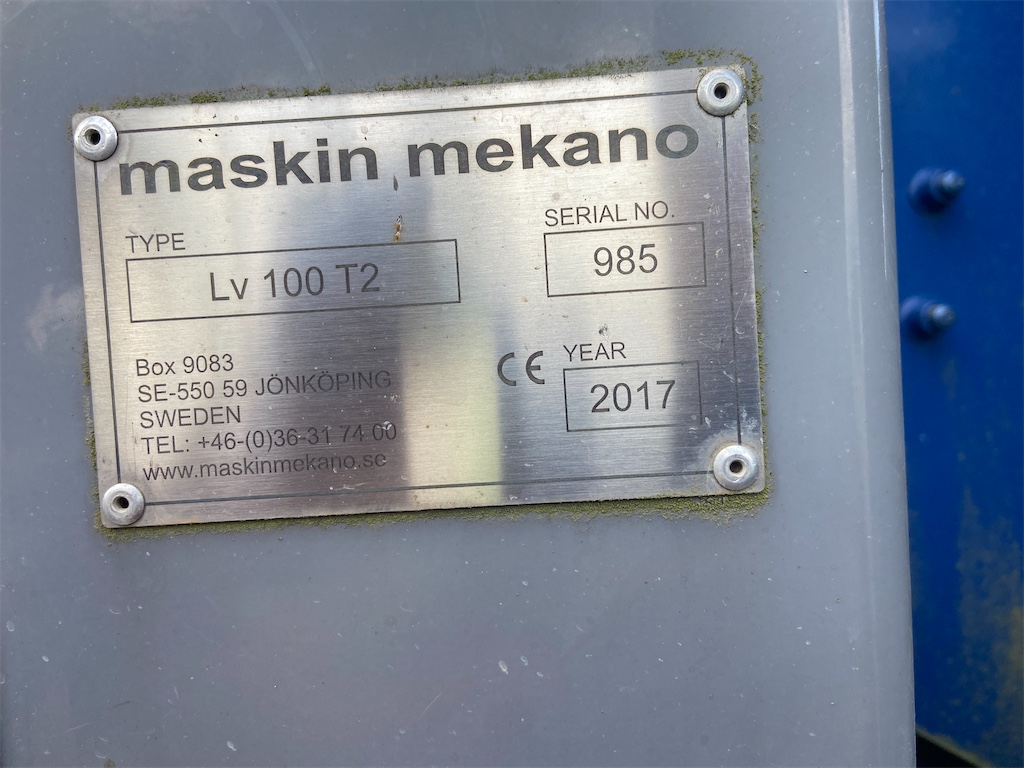 maskin mekano
TYPE
Lv 100 T2
SERIAL NO.
985
Box 9083
SE-550 59 JÖNKÖPING
SWEDEN
TEL: +46-(0)36-31 74 00
www.maskinmekano.se
CE
YEAR
2017